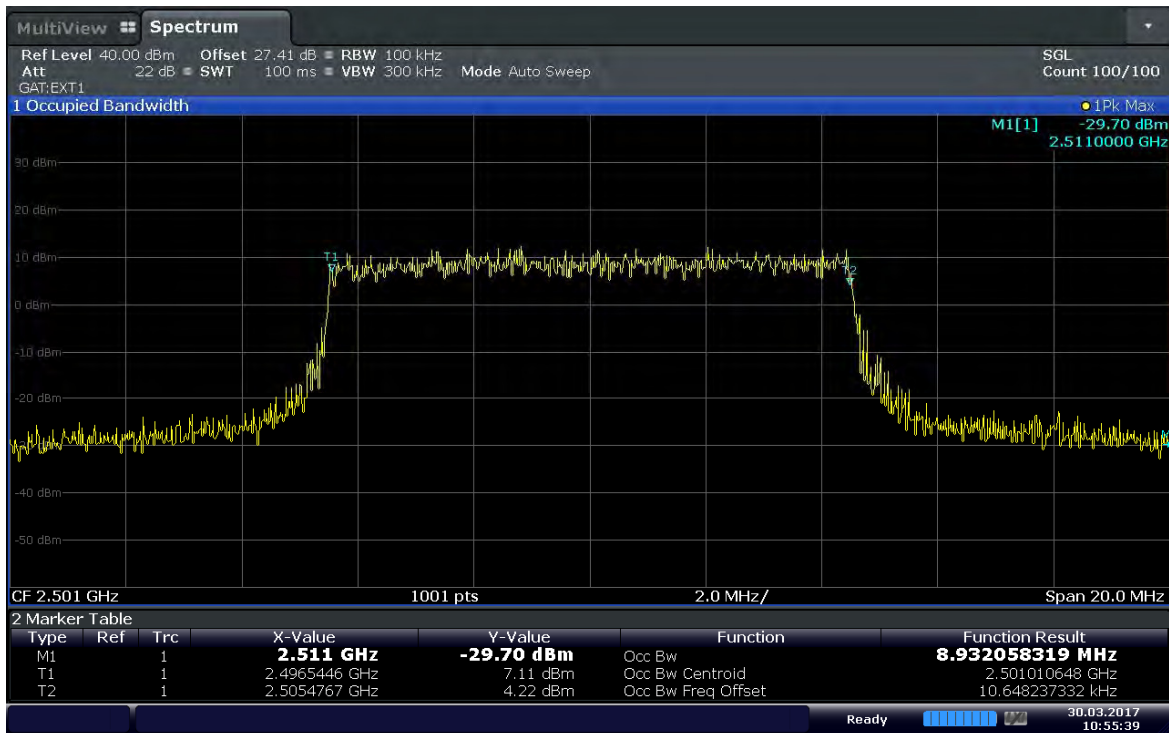 MultiView Spectrum
Ref Level 40.00 dBm Offset 27.41 dB RBW 100 kHz SGL
Att 22 dB SWT 100 ms VBW 300 kHz Mode Auto Sweep Count 100/100
GAT:EXT1
1 Occupied Bandwidth 1Pk Max
M1[1] -29.70 dBm
2.5110000 GHz
30 dBm
20 dBm
T1
10 dBm
T2
0 dBm
-10 dBm
-20 dBm
-40 dBm
-50 dBm
CF 2.501 GHz 1001 pts 2.0 MHz/ Span 20.0 MHz
2 Marker Table
Type Ref Trc X-Value Y-Value Function Function Result
M1 1 2.511 GHz -29.70 dBm Occ Bw 8.932058319 MHz
T1 1 2.4965446 GHz 7.11 dBm Occ Bw Centroid 2.501010648 GHz
T2 1 2.5054767 GHz 4.22 dBm Occ Bw Freq Offset 10.648237332 kHz
Ready 30.03.2017
10:55:39